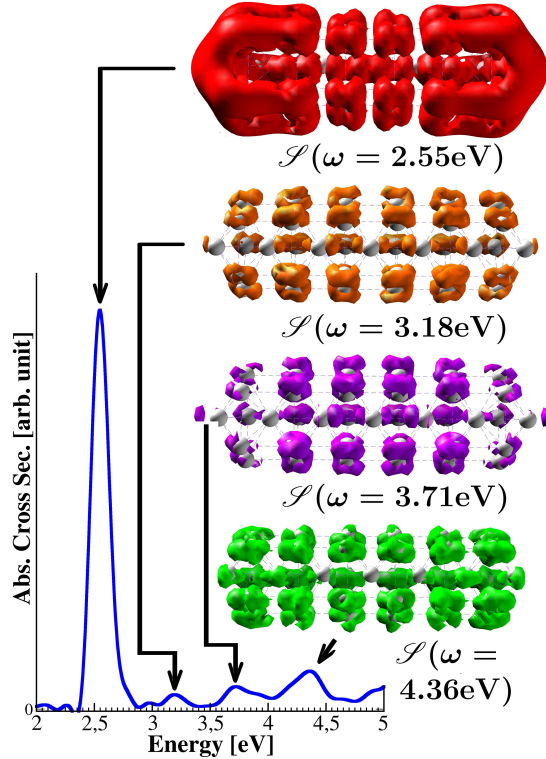 𝒮(ω = 2.55eV)
𝒮(ω = 3.18eV)
𝒮(ω = 3.71eV)
𝒮(ω =
4.36eV)
Abs. Cross Sec. [arb. unit]
0
2 2,5 3 3,5 4 4,5 5
Energy [eV]